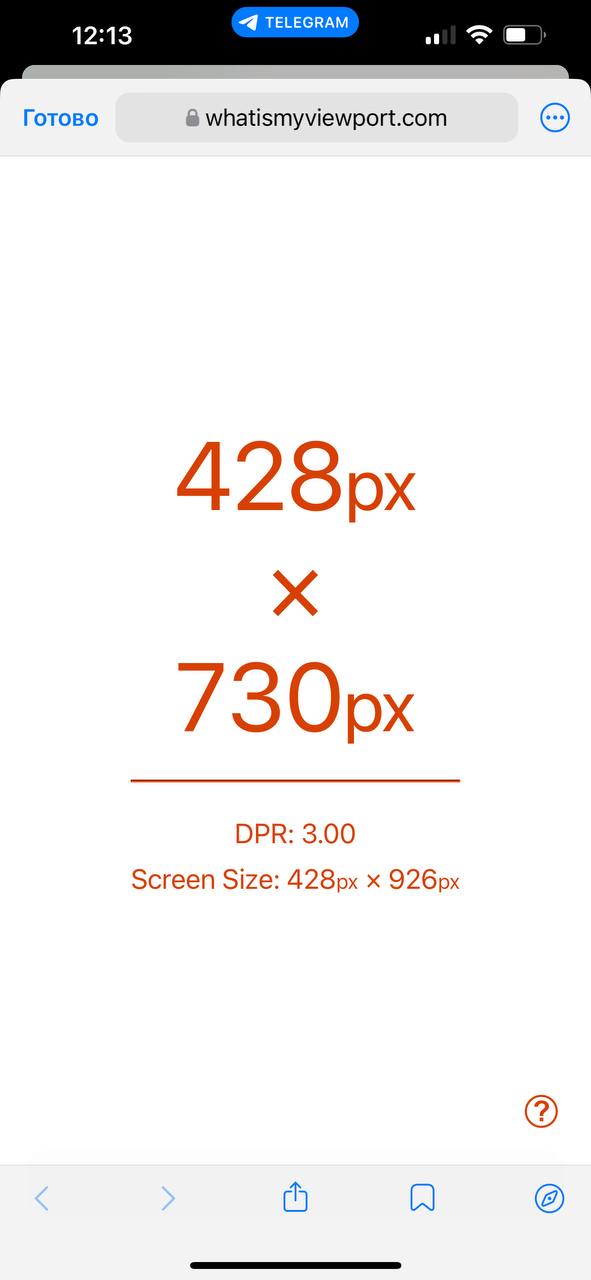 12:13
TELEGRAM
Готово
whatismyviewport.com
428px
×
730px
DPR: 3.00
Screen Size: 428px × 926px
?